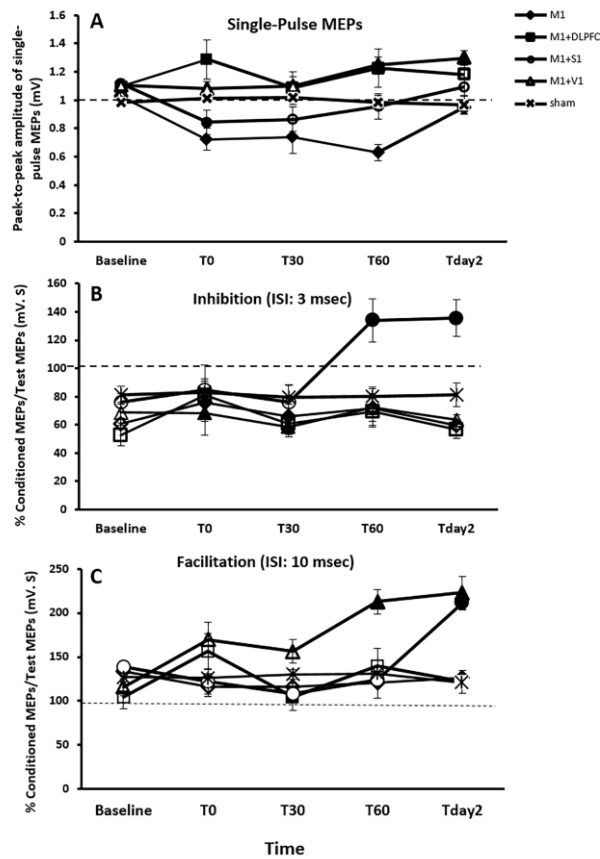 A
Single-Pulse MEPs
M1
M1+DLPFC
M1+S1
M1+V1
sham
Paek-to-peak amplitude of single-
pulse MEPs (mV)
1.6
1.4
1.2
1
0.8
0.6
0.4
0.2
0
Baseline T0 T30 T60 Tday2
B
Inhibition (ISI: 3 msec)
% Conditioned MEPs/Test MEPs (mV. S)
160
140
120
100
80
60
40
20
0
Baseline T0 T30 T60 Tday2
C
Facilitation (ISI: 10 msec)
% Conditioned MEPs/Test MEPs (mV. S)
250
200
150
100
50
0
Baseline T0 T30 T60 Tday2
Time